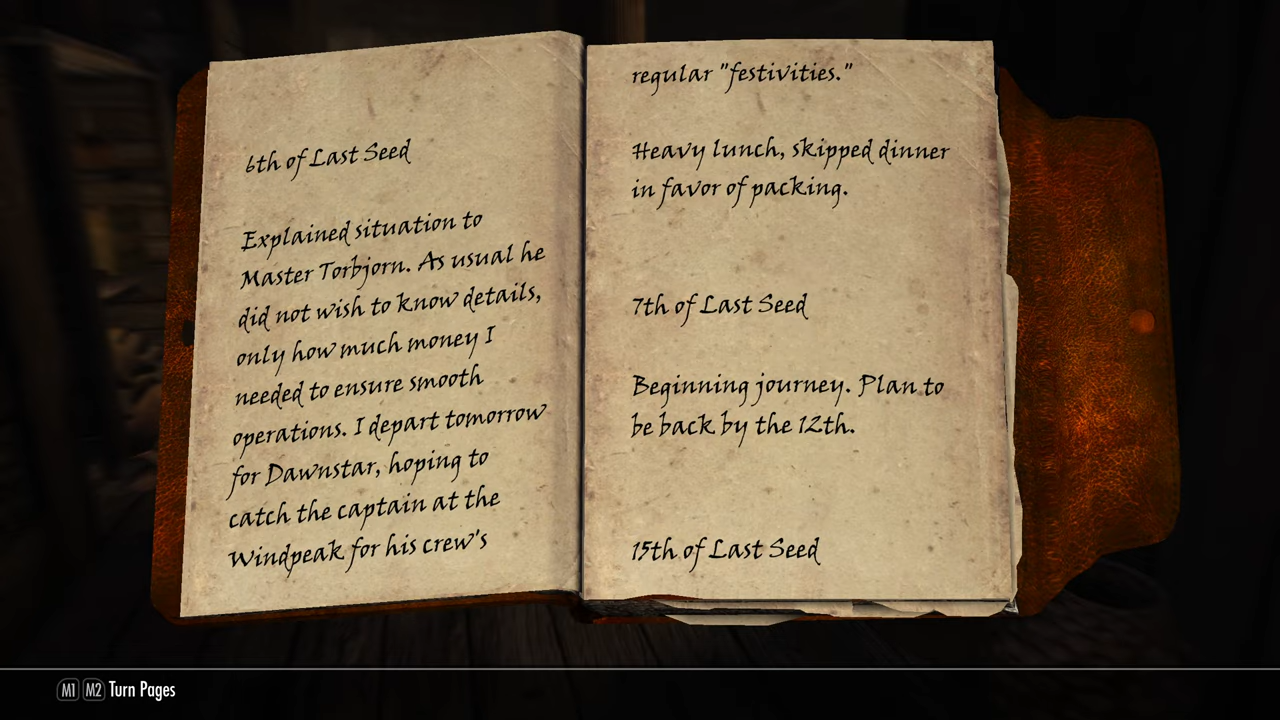 6th of Last Seed
Explained situation to
Master Torbjorn. As usual he
did not wish to know details,
only how much money I
needed to ensure smooth
operations. I depart tomorrow
for Dawnstar, hoping to
catch the captain at the
Windpeak for his crew's
regular "festivities."
Heavy lunch, skipped dinner
in favor of packing.
7th of Last Seed
Beginning journey. Plan to
be back by the 12th.
15th of Last Seed
M1 M2 Turn Pages